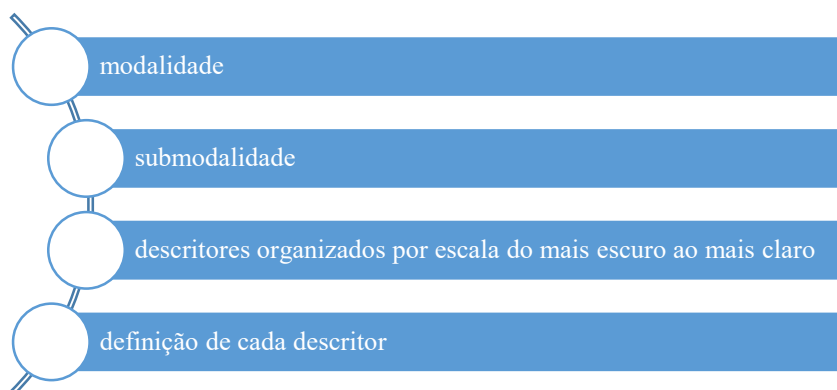 modalidade
submodalidade
descritores organizados por escala do mais escuro ao mais claro
definição de cada descritor